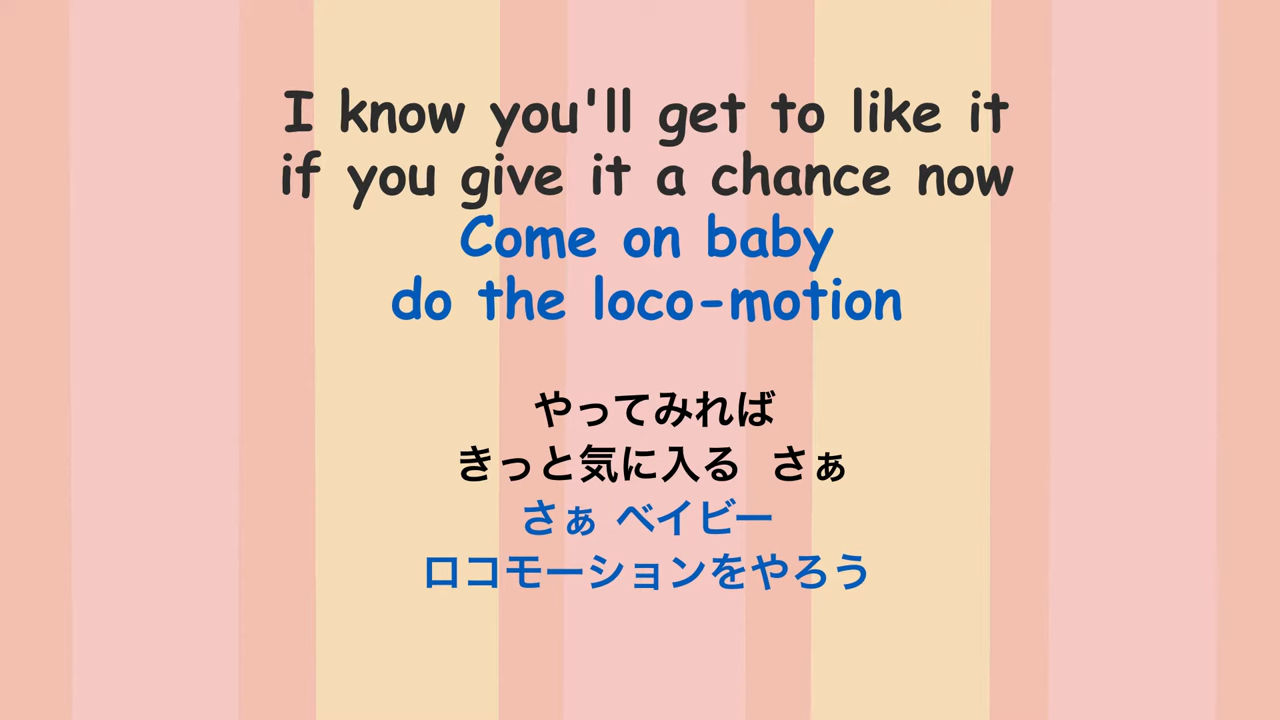 I know you'll get to like it
if you give it a chance now
Come on baby
do the loco-motion
やってみれば
きっと気に入る さぁ
さぁ ベイビー
ロコモーションをやろう